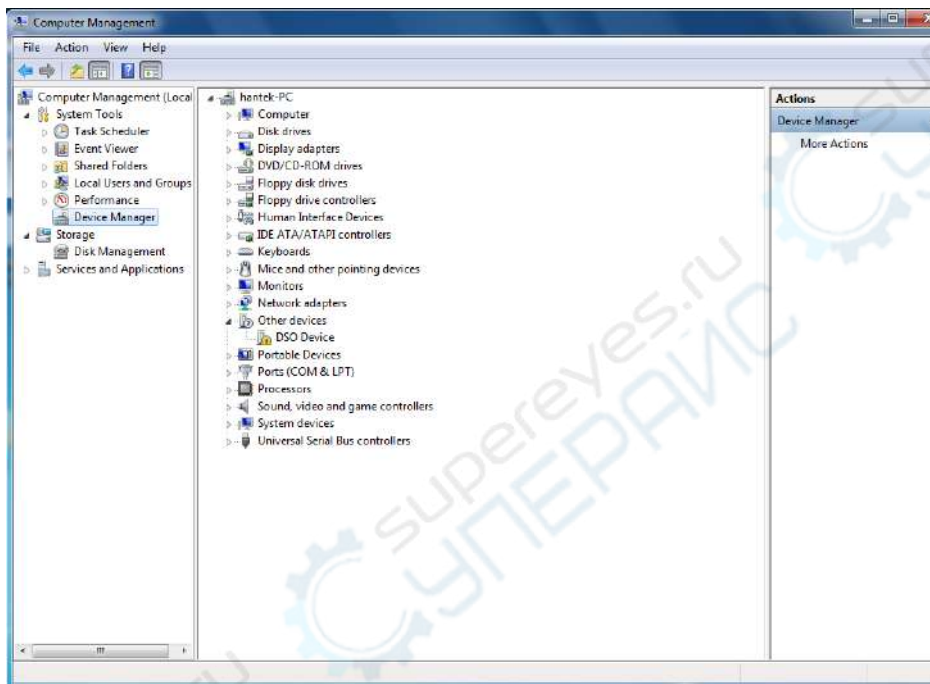 Computer Management
File Action View Help
Computer Management (Local
System Tools
Task Scheduler
Event Viewer
Shared Folders
Local Users and Groups
Performance
Device Manager
Storage
Disk Management
Services and Applications
hantek-PC
Computer
Disk drives
Display adapters
DVD/CD-ROM drives
Floppy disk drives
Floppy drive controllers
Human Interface Devices
IDE ATA/ATAPI controllers
Keyboards
Mice and other pointing devices
Monitors
Network adapters
Other devices
DSO Device
Portable Devices
Ports (COM & LPT)
Processors
Sound, video and game controllers
System devices
Universal Serial Bus controllers
Actions
Device Manager
More Actions
supereyes.ru
СУПЕРАЙС